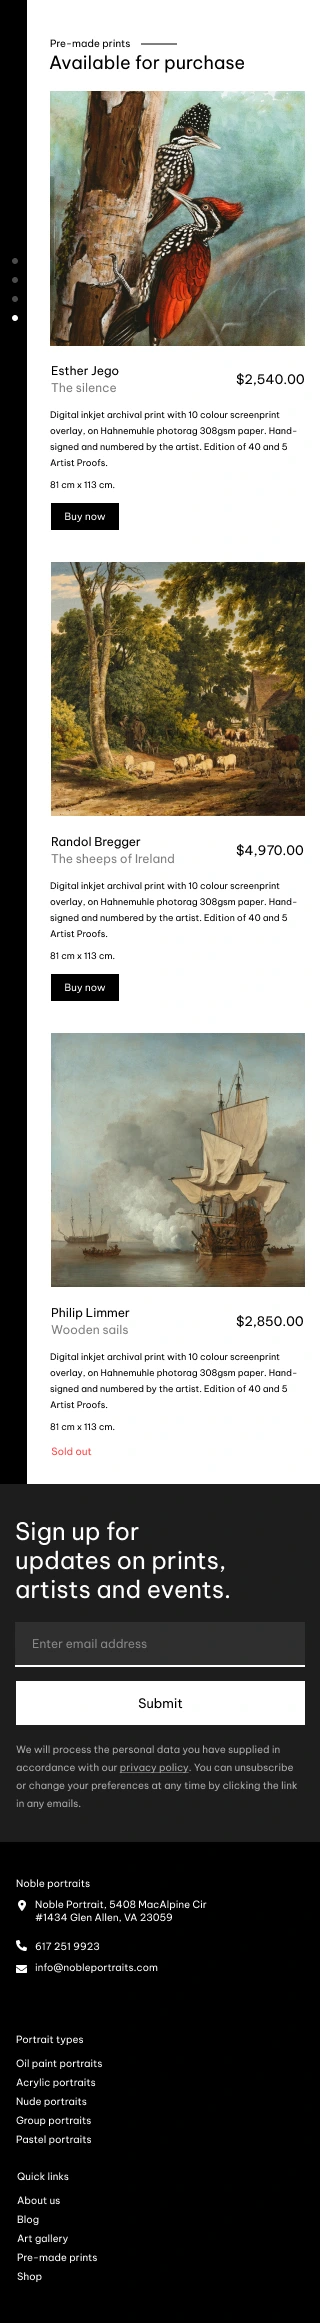 Pre-made prints
Available for purchase
Esther Jego
The silence
$2,540.00
Digital inkjet archival print with 10 colour screenprint
overlay, on Hahnemuhle photorag 308gsm paper. Hand-
signed and numbered by the artist. Edition of 40 and 5
Artist Proofs.
81 cm x 113 cm.
Buy now
Randol Bregger
The sheeps of Ireland
$4,970.00
Digital inkjet archival print with 10 colour screenprint
overlay, on Hahnemuhle photorag 308gsm paper. Hand-
signed and numbered by the artist. Edition of 40 and 5
Artist Proofs.
81 cm x 113 cm.
Buy now
Philip Limmer
Wooden sails
$2,850.00
Digital inkjet archival print with 10 colour screenprint
overlay, on Hahnemuhle photorag 308gsm paper. Hand-
signed and numbered by the artist. Edition of 40 and 5
Artist Proofs.
81 cm x 113 cm.
Sold out
Sign up for
updates on prints,
artists and events.
Enter email address
Submit
We will process the personal data you have supplied in
accordance with our privacy policy. You can unsubscribe
or change your preferences at any time by clicking the link
in any emails.
Noble portraits
Noble Portrait, 5408 MacAlpine Cir
#1434 Glen Allen, VA 23059
617 251 9923
info@nobleportraits.com
Portrait types
Oil paint portraits
Acrylic portraits
Nude portraits
Group portraits
Pastel portraits
Quick links
About us
Blog
Art gallery
Pre-made prints
Shop